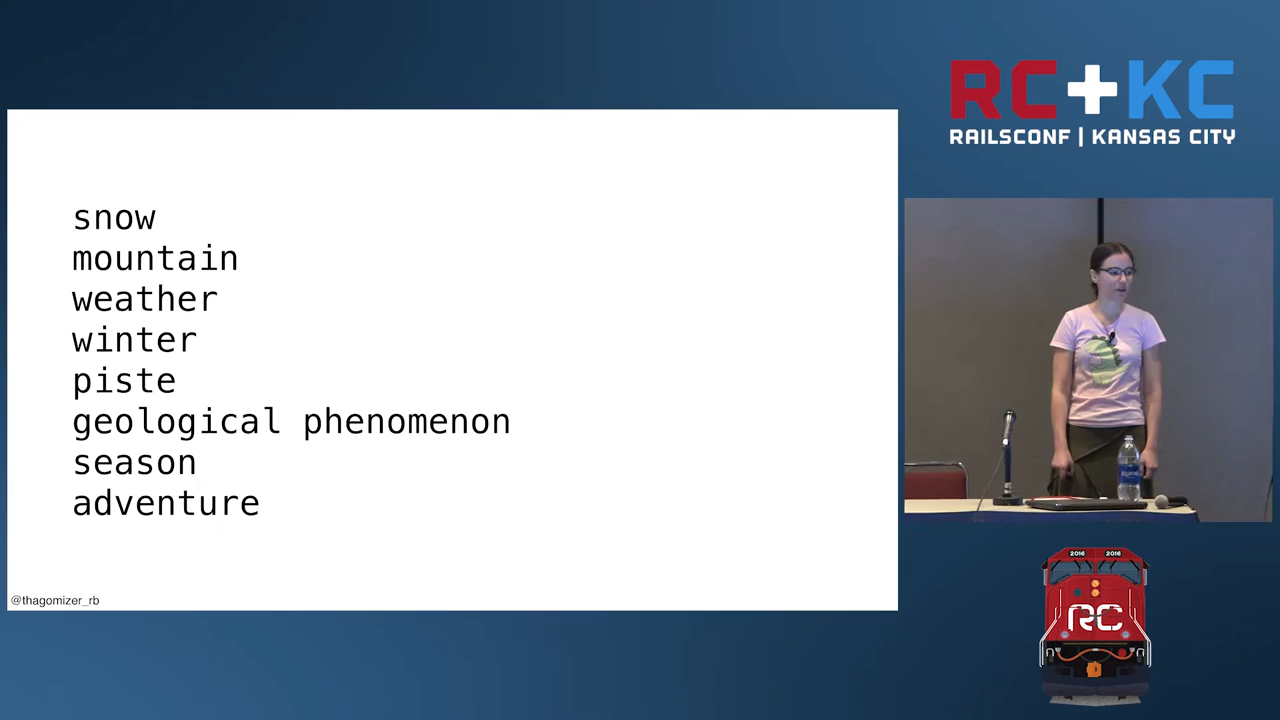 RC+KC
RAILSCONF | KANSAS CITY
snow
mountain
weather
winter
piste
geological phenomenon
season
adventure
@thagomizer_rb
2016 2016
RC